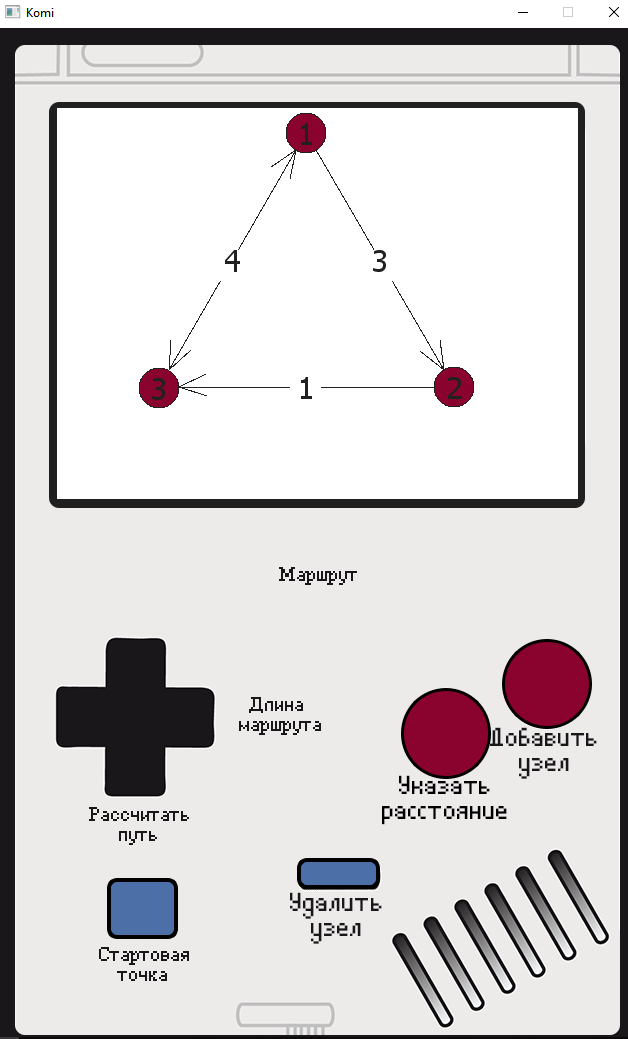 Komi
1
4
3
3
1
2
Маршрут
Длина
маршрута
Добавить
узел
Указать
расстояние
Рассчитать
путь
Удалить
узел
Стартовая
точка